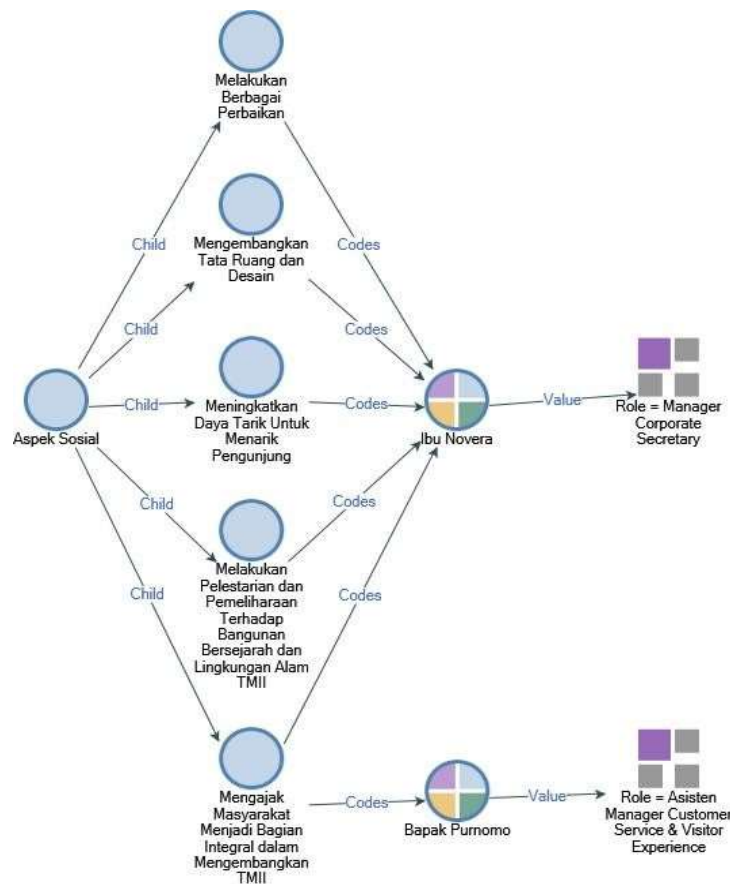 Melakukan
Berbagai
Perbaikan
Child
Codes
Mengembangkan
Tata Ruang dan
Desain
Child
Codes
Aspek Sosial
Child
Meningkatkan
Daya Tarik Untuk
Menarik
Pengunjung
Codes
Ibu Novera
Value
Role = Manager
Corporate
Secretary
Child
Codes
Melakukan
Pelestarian dan
Pemeliharaan
Terhadap
Bangunan
Bersejarah dan
Lingkungan Alam
TMII
Child
Codes
Mengajak
Masyarakat
Menjadi Bagian
Integral dalam
Mengembangkan
TMII
Codes
Bapak Purnomo
Value
Role = Asisten
Manager Customer
Service & Visitor
Experience